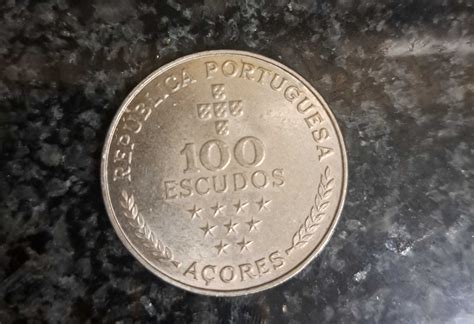 REPÚBLICA PORTUGUESA
100
ESCUDOS
AÇORES